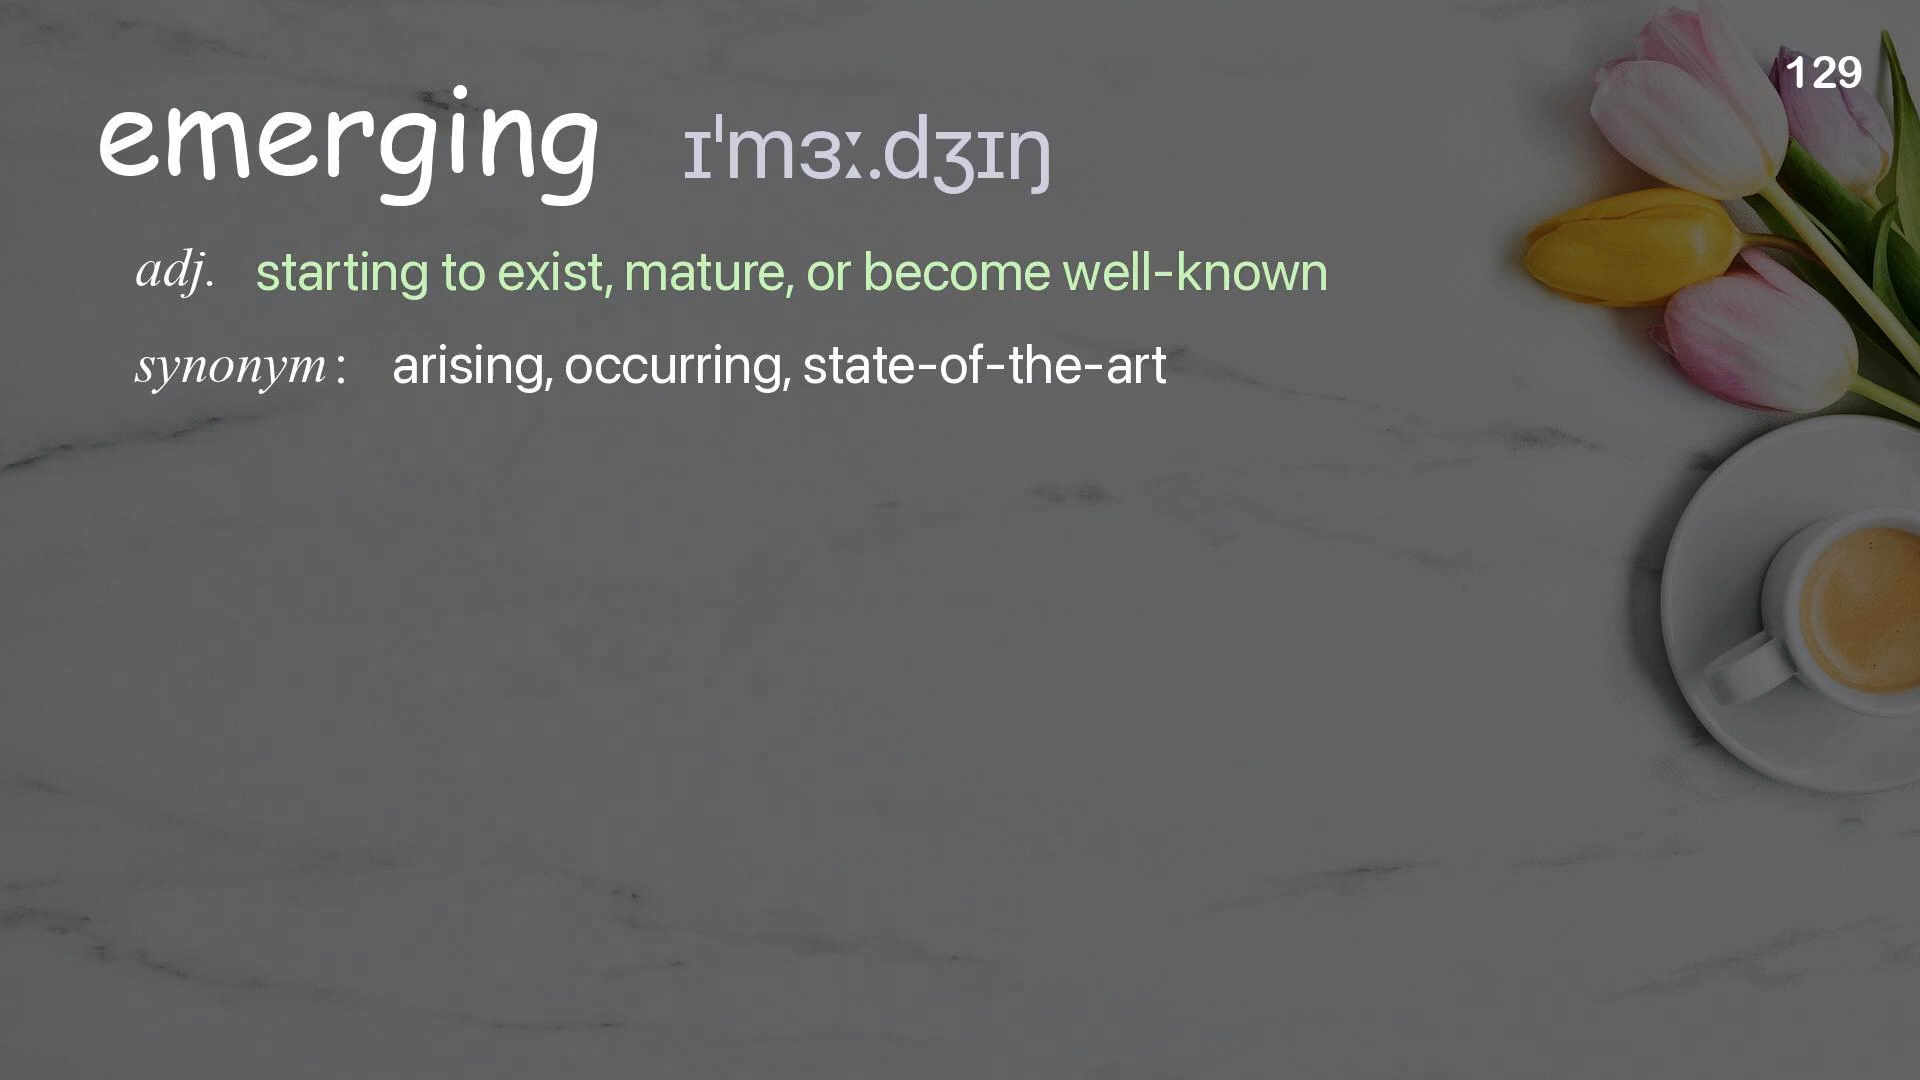 129
emerging ɪˈmɜː.dʒɪŋ
adj. starting to exist, mature, or become well-known
synonym: arising, occurring, state-of-the-art